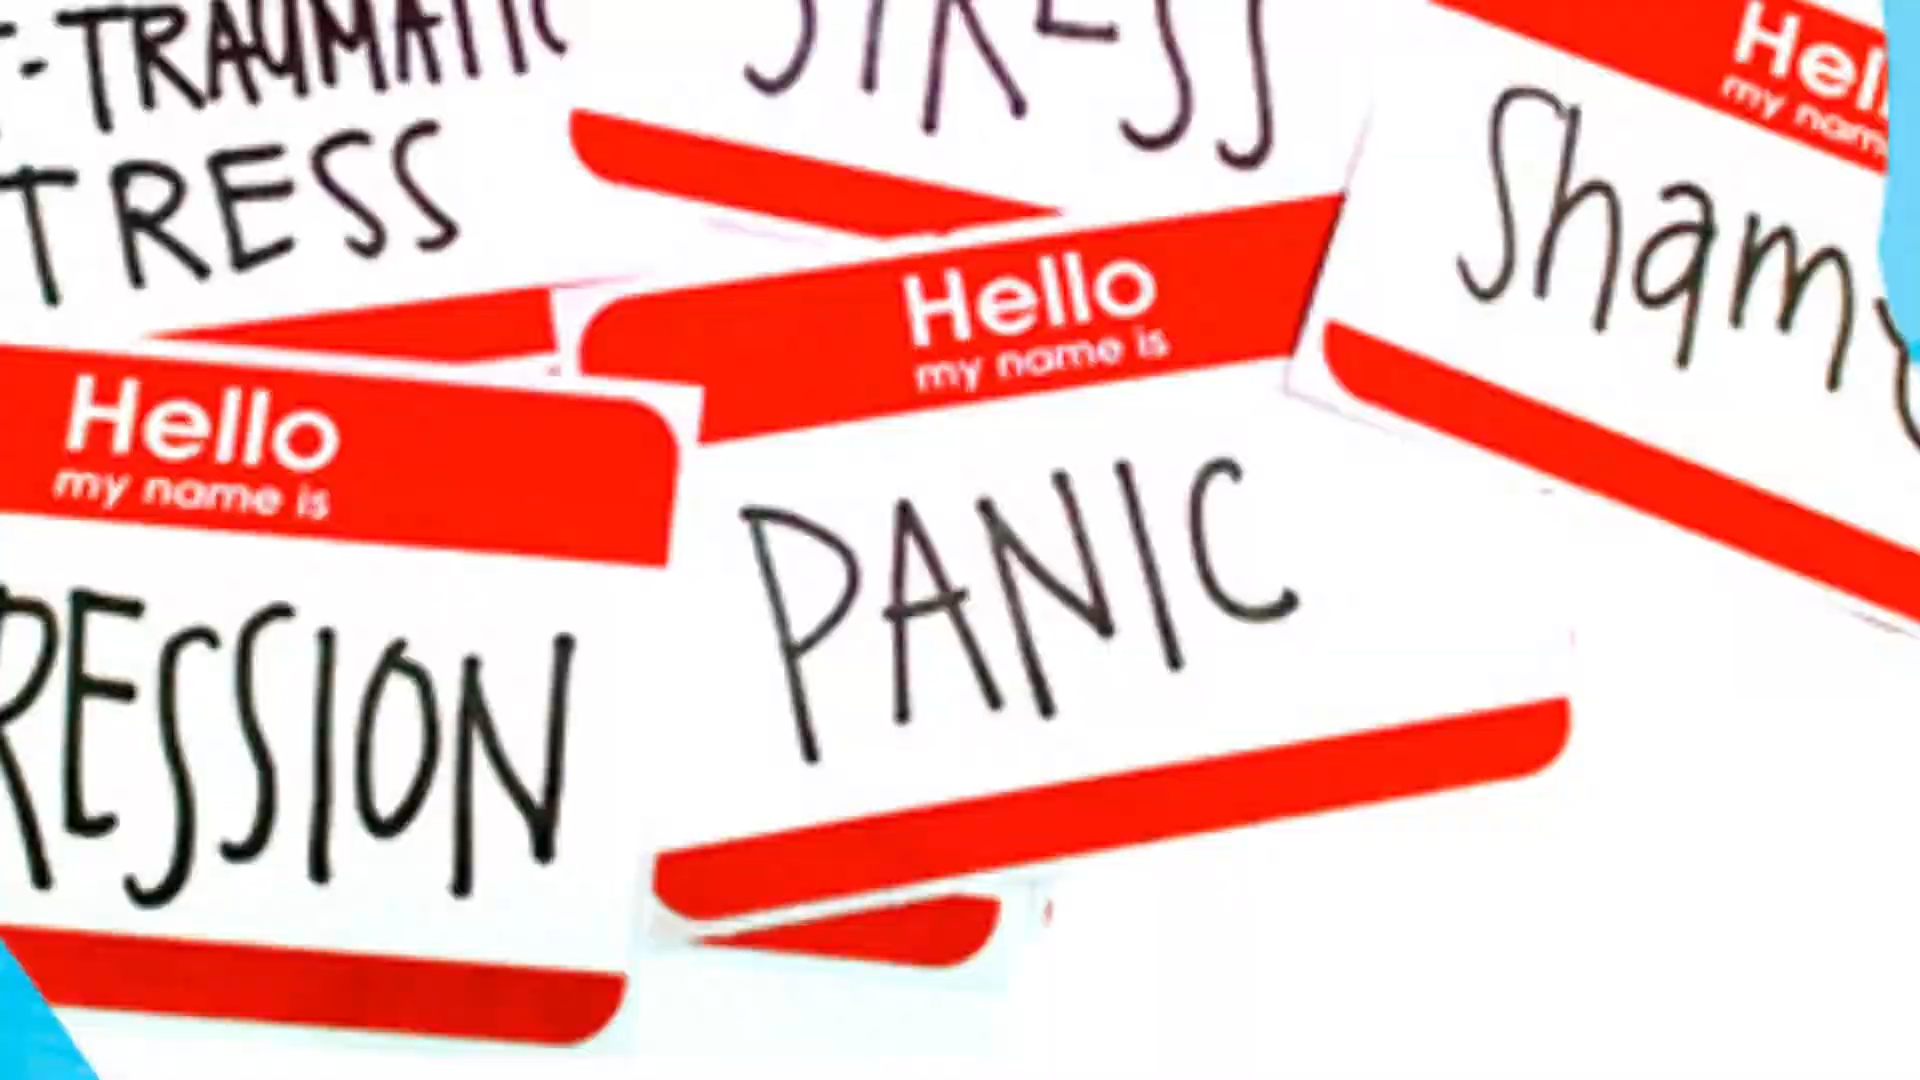 -TRAUMATIC
TRESS
STRESS
Hel
my nam
Sham
Hello
my name is
PANIC
Hello
my name is
RESSION